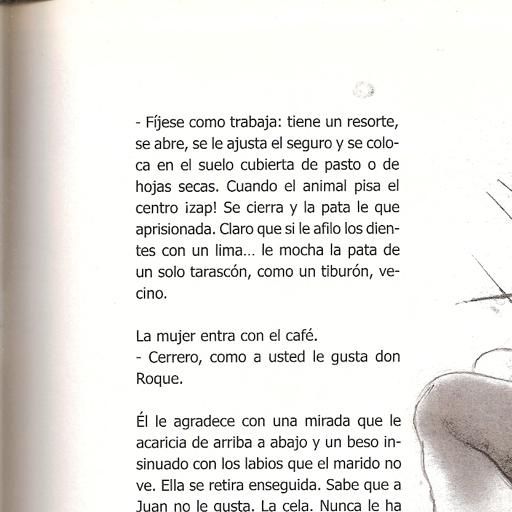 - Fíjese como trabaja: tiene un resorte,
se abre, se le ajusta el seguro y se colo-
ca en el suelo cubierta de pasto o de
hojas secas. Cuando el animal pisa el
centro izap! Se cierra y la pata le que
aprisionada. Claro que si le afilo los dien-
tes con un lima... le mocha la pata de
un solo tarascón, como un tiburón, ve-
cino.
La mujer entra con el café.
- Cerrero, como a usted le gusta don
Roque.
Él le agradece con una mirada que le
acaricia de arriba a abajo y un beso in-
sinuado con los labios que el marido no
ve. Ella se retira enseguida. Sabe que a
Juan no le gusta. La cela. Nunca le ha